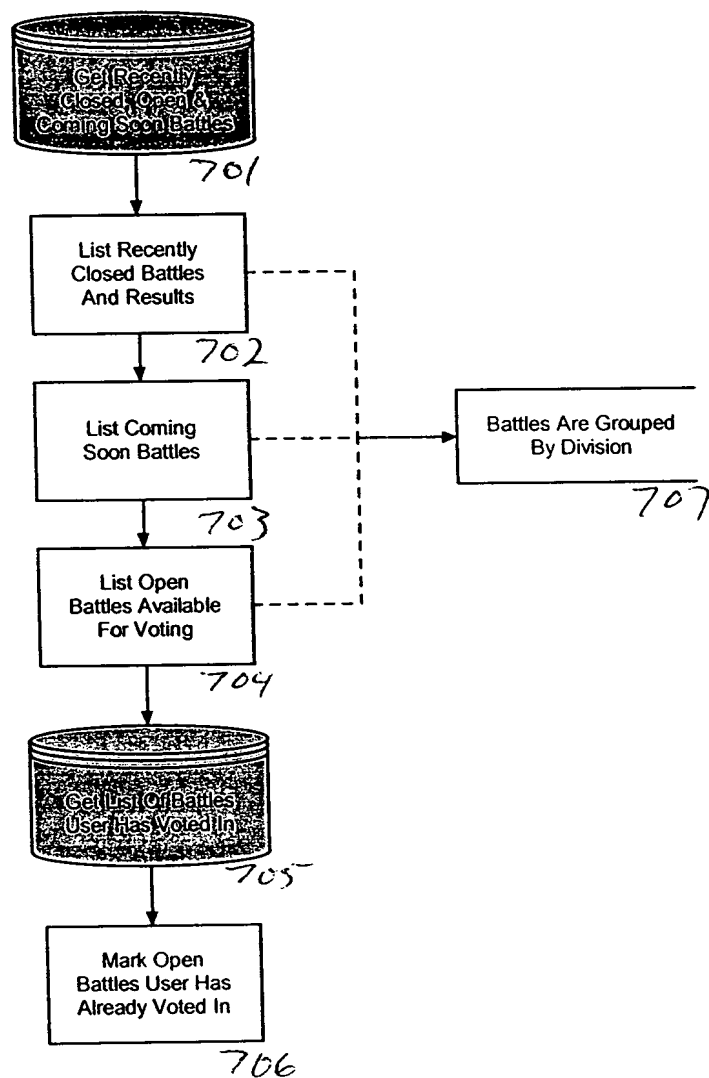 Get Recently
Closed, Open &
Coming Soon Battles
701
List Recently
Closed Battles
And Results
702
List Coming
Soon Battles
703
Battles Are Grouped
By Division
707
List Open
Battles Available
For Voting
704
Get List Of Battles
User Has Voted In
705
Mark Open
Battles User Has
Already Voted In
706